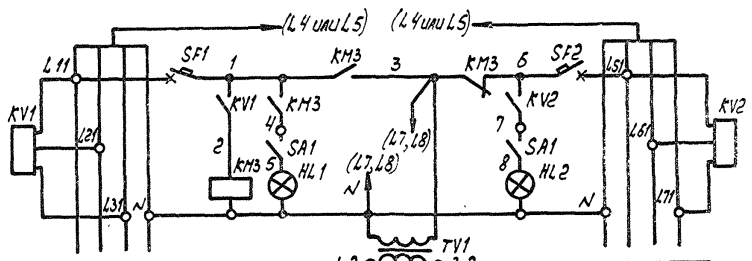 (L4 или L5) (L4 или L5)
L11 SF1 1 KM3 3 KM3 6 SF2 L51
KV1 KV1 KM3 KV2 KV2
L21 4 7 L61
2 SA1 (L7, L8) SA1
(L7, L8)
KM3 5 HL1 N 8 HL2
L31 N N L71
TV1